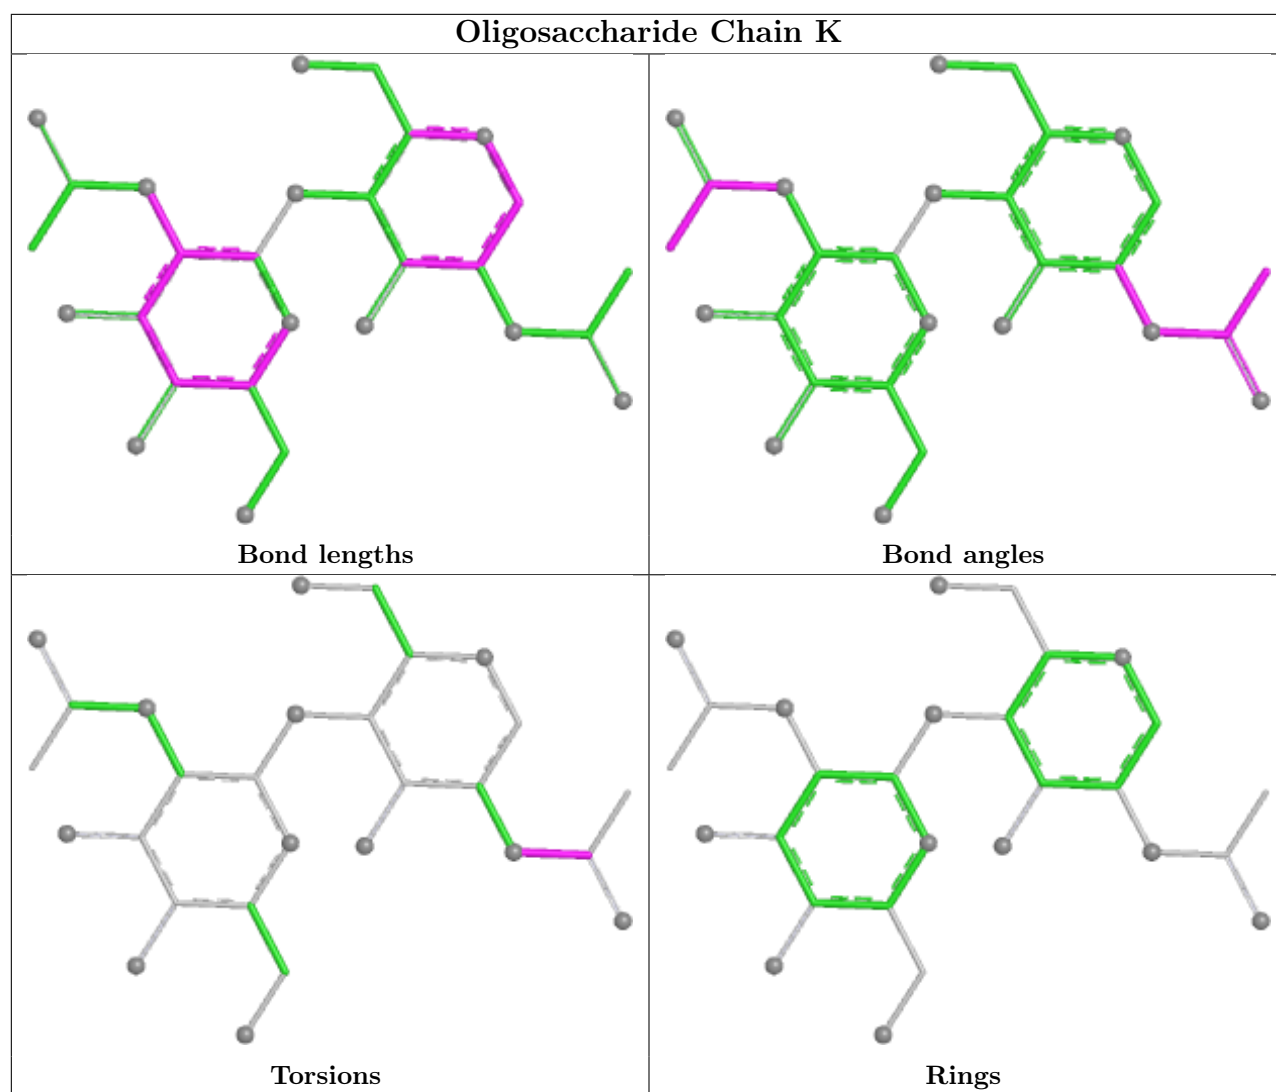 Oligosaccharide Chain K
Bond lengths
Bond angles
Torsions
Rings